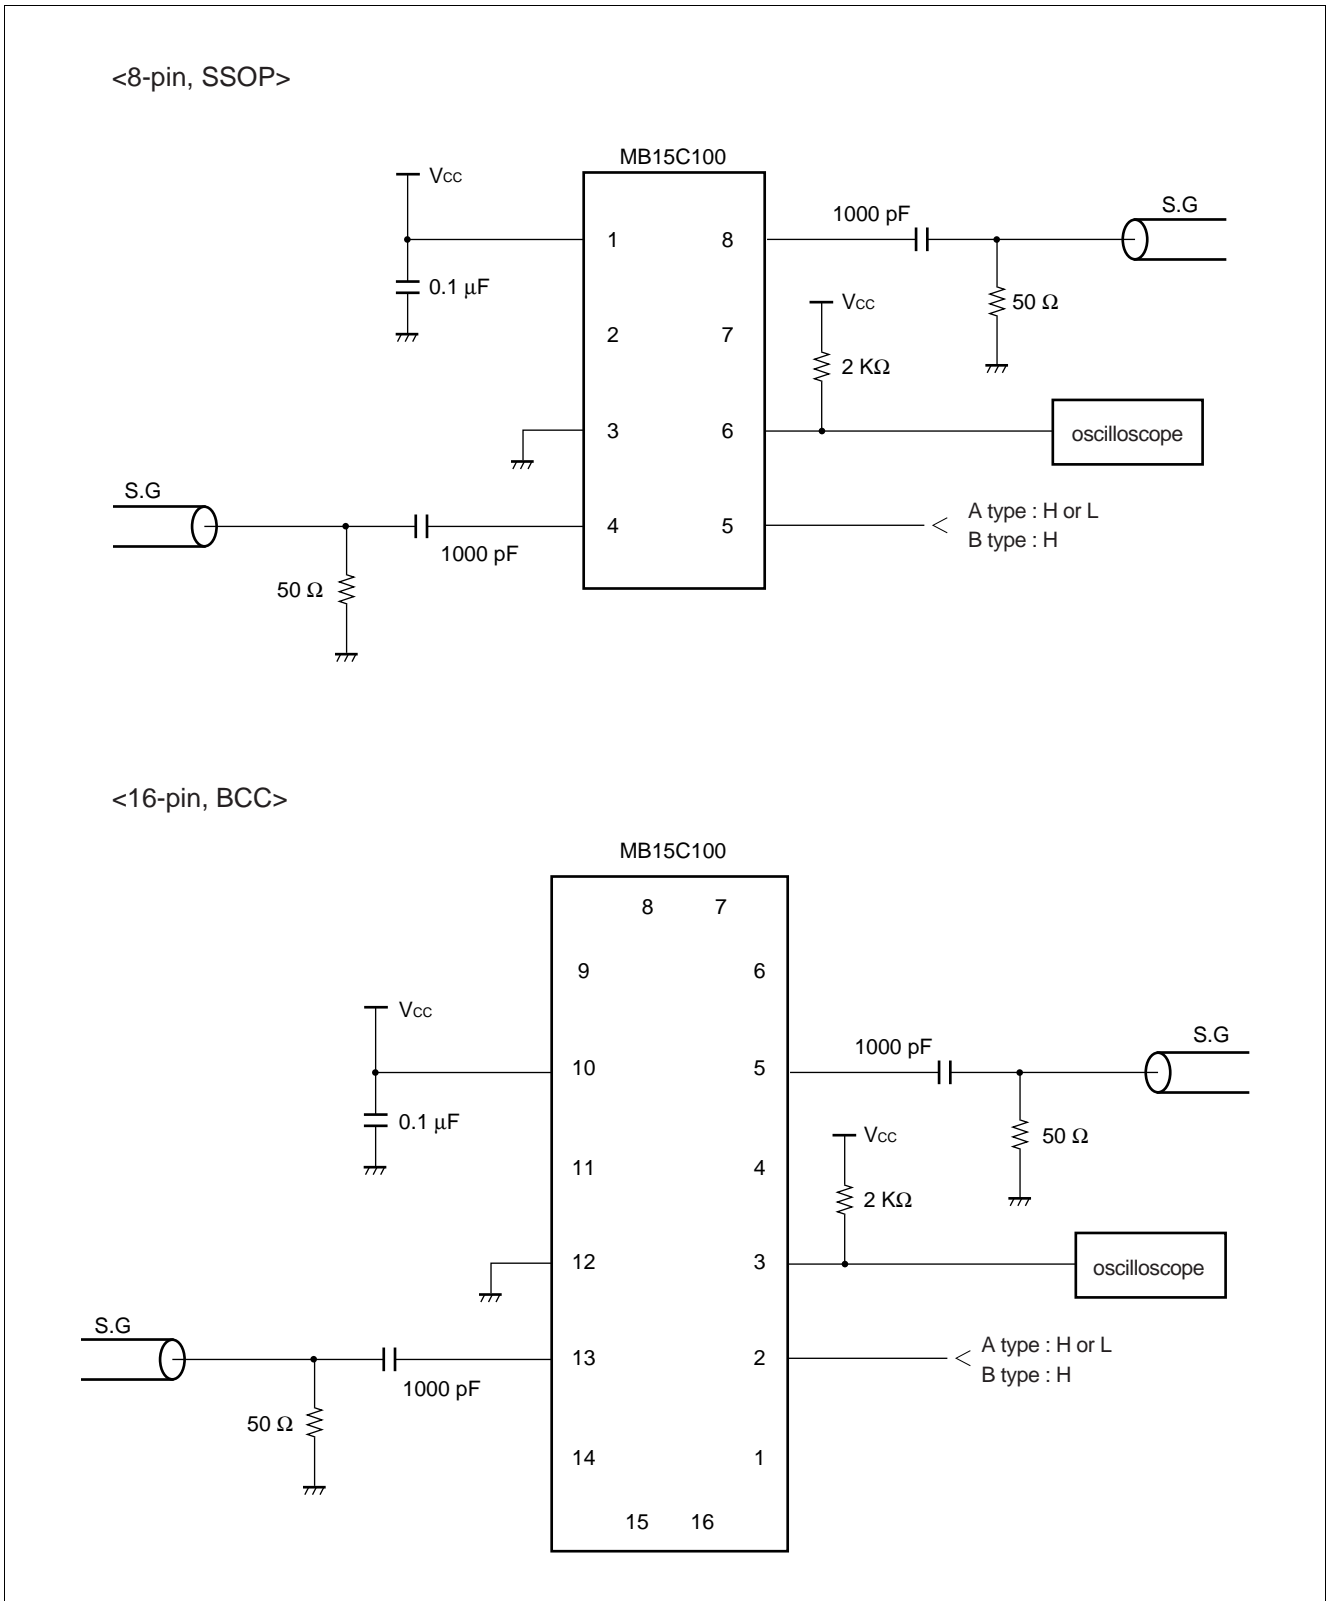 <8-pin, SSOP>
MB15C100
VCC
1000 pF
S.G
1
8
0.1 μF
VCC
50 Ω
2
7
2 KΩ
3
6
oscilloscope
S.G
4
5
A type : H or L
B type : H
1000 pF
50 Ω
<16-pin, BCC>
MB15C100
8
7
9
6
VCC
1000 pF
S.G
10
5
0.1 μF
VCC
50 Ω
11
4
2 KΩ
12
3
oscilloscope
S.G
13
2
A type : H or L
B type : H
1000 pF
50 Ω
14
1
15
16